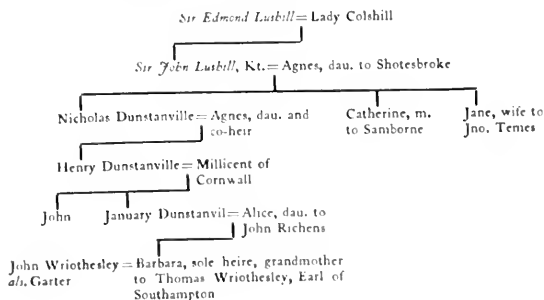 Sir Edmond Lusbill = Lady Colshill
Sir John Lusbill, Kt. = Agnes, dau. to Shotesbroke
Nicholas Dunstanville = Agnes, dau. and
co-heir
Catherine, m.
to Samborne
Jane, wife to
Jno. Temes
Henry Dunstanville = Millicent of
Cornwall
John
January Dunstanvil = Alice, dau. to
John Richens
John Wriothesley = Barbara, sole heire, grandmother
als. Garter
to Thomas Wriothesley, Earl of
Southampton